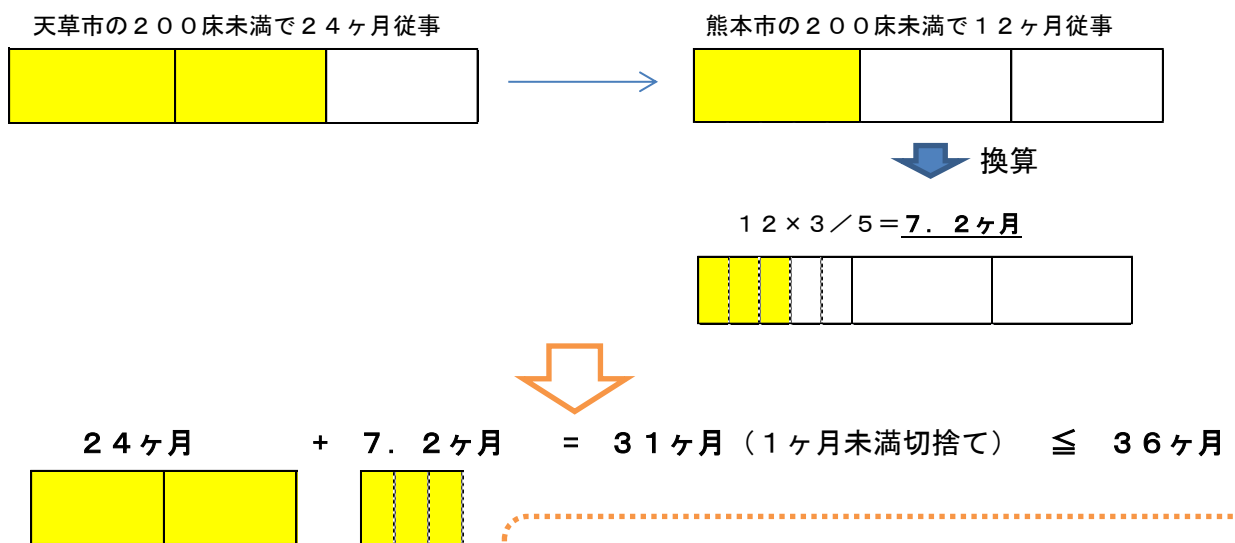 天草市の２００床未満で２４ヶ月従事
熊本市の２００床未満で１２ヶ月従事
換算
１２×３／５＝７．２ヶ月
２４ヶ月 + ７．２ヶ月 = ３１ヶ月（１ヶ月未満切捨て） ≦ ３６ヶ月